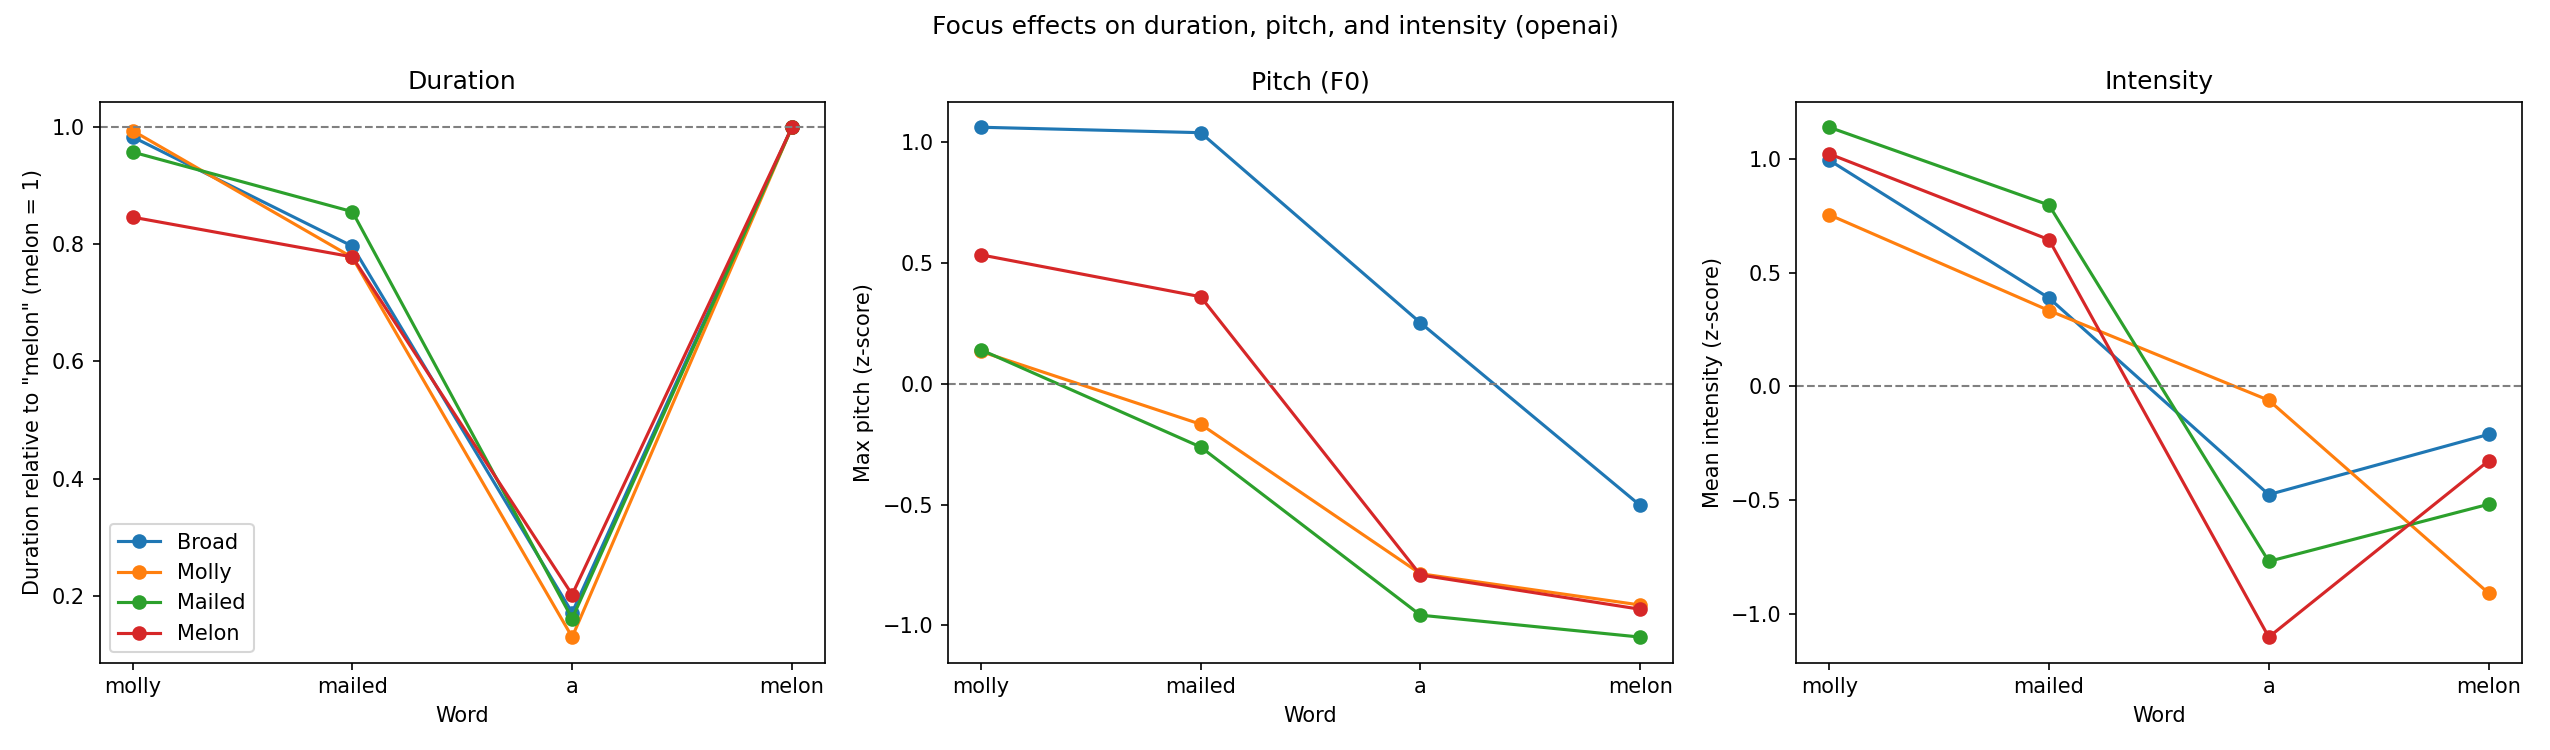 Focus effects on duration, pitch, and intensity (openai)
Duration
Duration relative to "melon" (melon = 1)
1.0
0.8
0.6
0.4
0.2
Broad
Molly
Mailed
Melon
molly mailed a melon
Word
Pitch (F0)
Max pitch (z-score)
1.0
0.5
0.0
−0.5
−1.0
molly mailed a melon
Word
Intensity
Mean intensity (z-score)
1.0
0.5
0.0
−0.5
−1.0
molly mailed a melon
Word